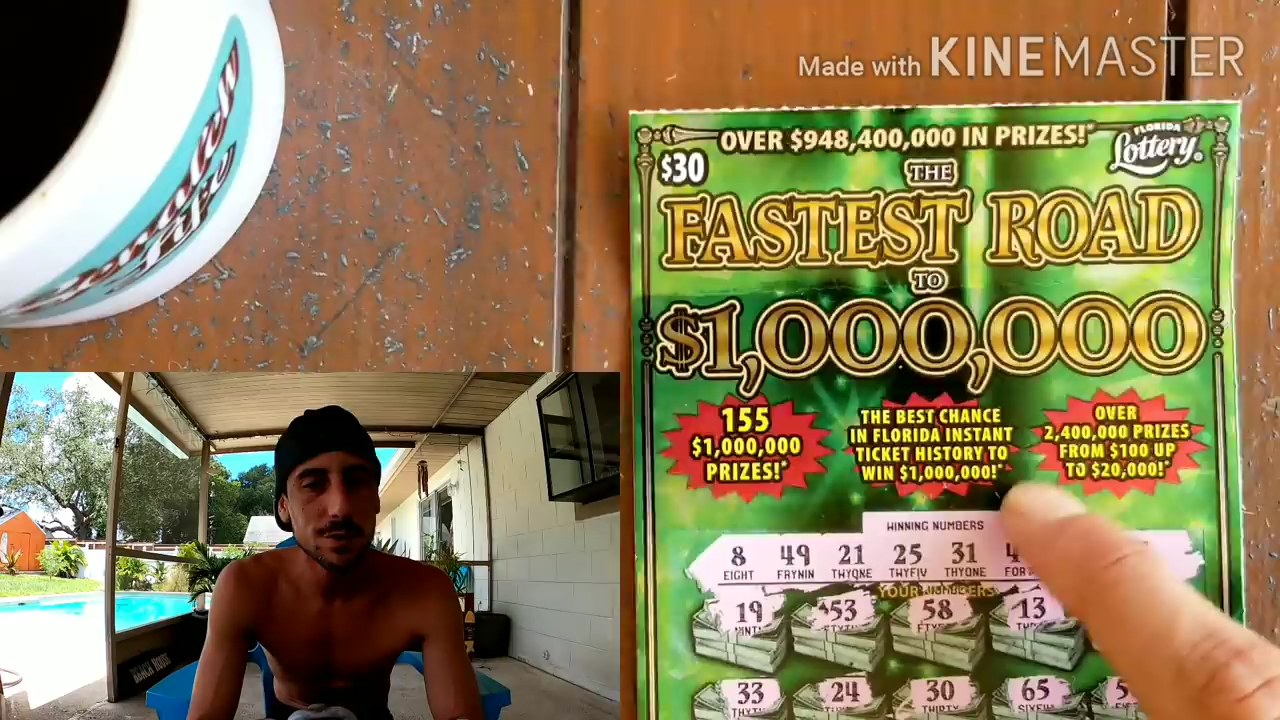 Made with KINEMASTER
OVER $948,400,000 IN PRIZES!*
FLORIDA
Lottery
$30
THE
FASTEST ROAD
TO
$1,000,000
155
$1,000,000
PRIZES!*
THE BEST CHANCE
IN FLORIDA INSTANT
TICKET HISTORY TO
WIN $1,000,000!*
OVER
2,400,000 PRIZES
FROM $100 UP
TO $20,000!*
WINNING NUMBERS
8 49 21 25 31
EIGHT FRYNIN THYONE THYFIV THYONE
YOUR NUMBERS
19 53 58 13
33 24 30 65
THIRTY
BEACH HOUSE